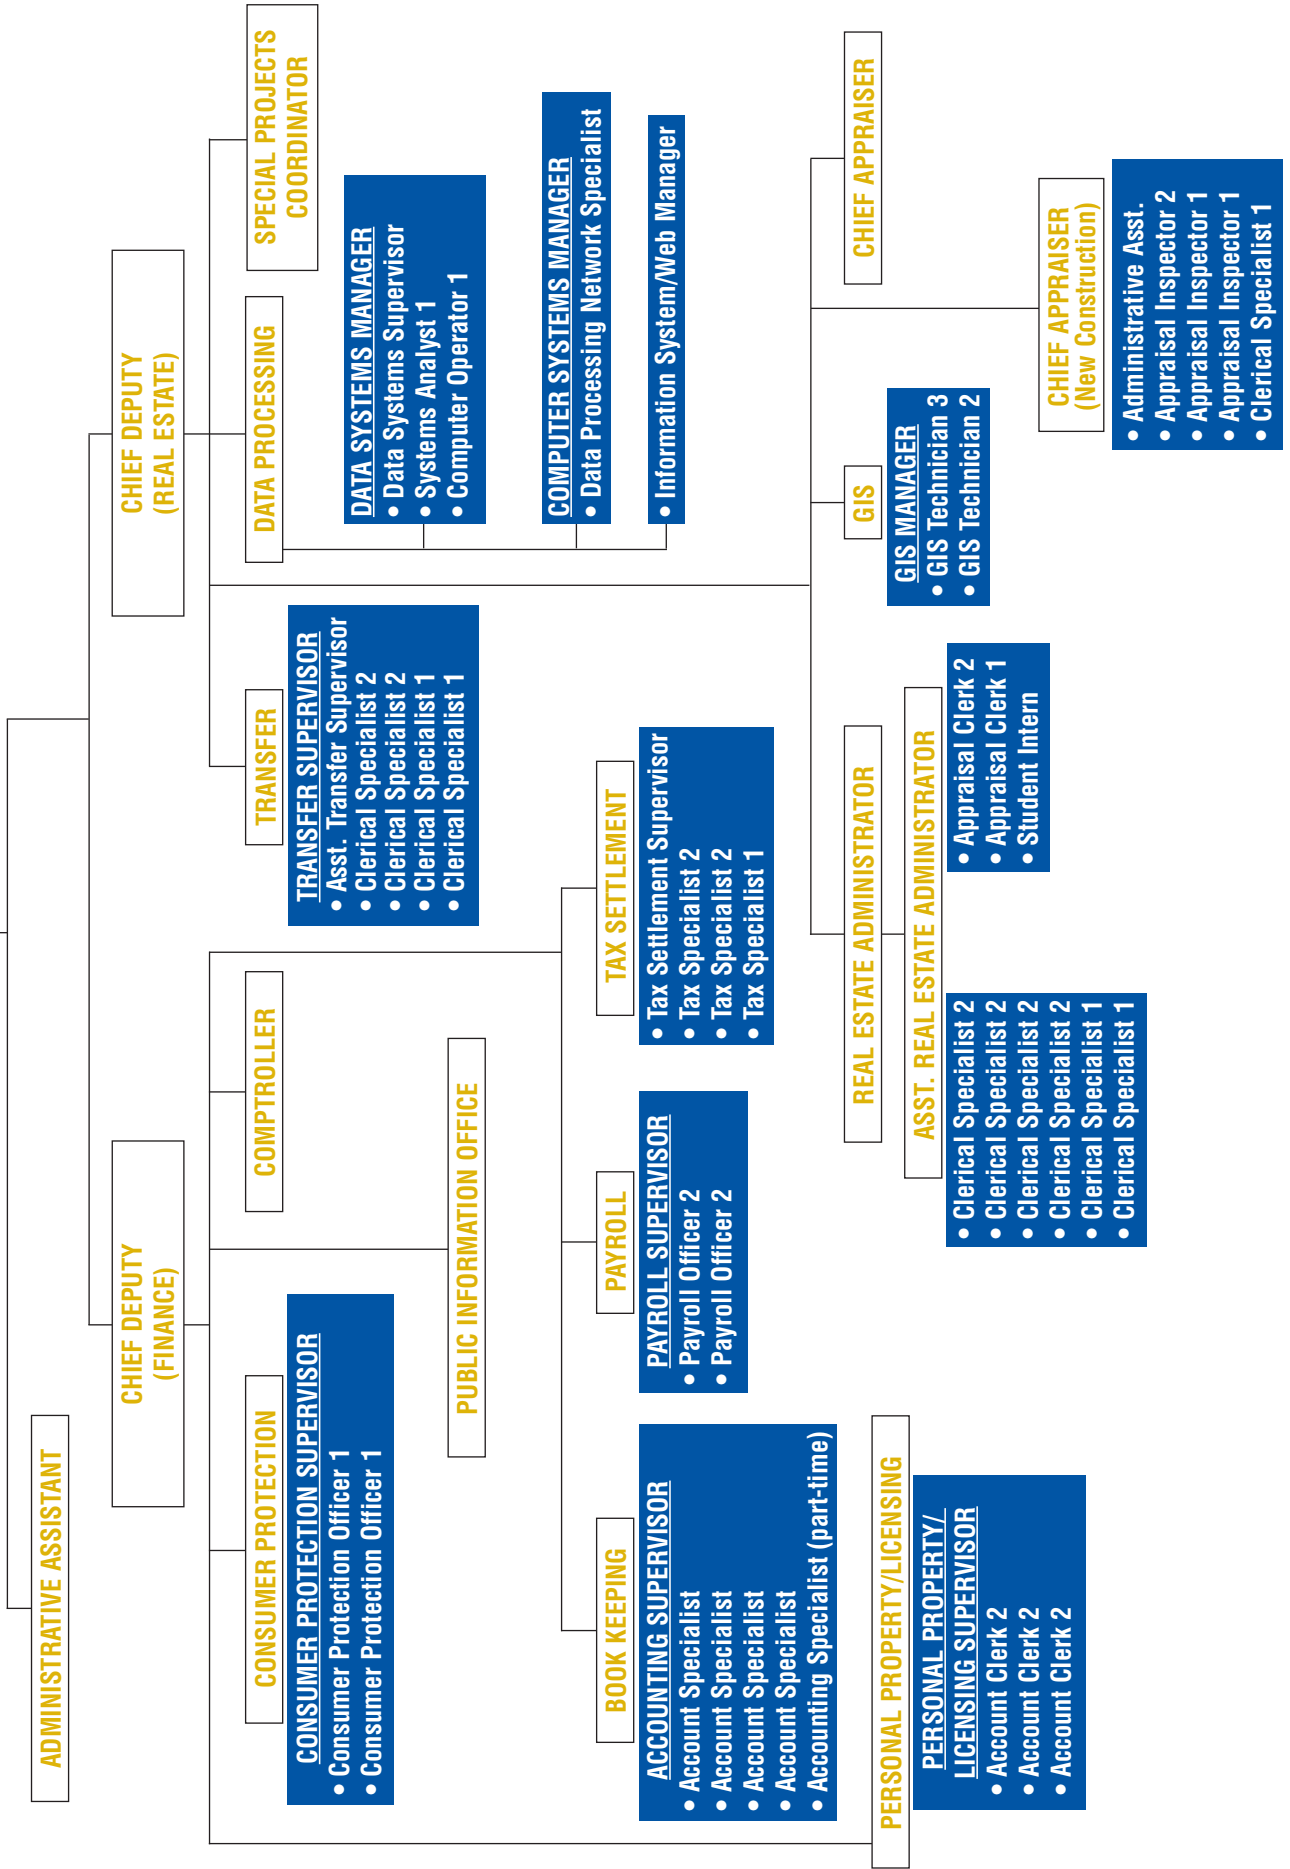 ADMINISTRATIVE ASSISTANT
CHIEF DEPUTY
(FINANCE)
CHIEF DEPUTY
(REAL ESTATE)
CONSUMER PROTECTION
CONSUMER PROTECTION SUPERVISOR
• Consumer Protection Officer 1
• Consumer Protection Officer 1
COMPTROLLER
PUBLIC INFORMATION OFFICE
TRANSFER
TRANSFER SUPERVISOR
• Asst. Transfer Supervisor
• Clerical Specialist 2
• Clerical Specialist 2
• Clerical Specialist 1
• Clerical Specialist 1
DATA PROCESSING
DATA SYSTEMS MANAGER
• Data Systems Supervisor
• Systems Analyst 1
• Computer Operator 1
COMPUTER SYSTEMS MANAGER
• Data Processing Network Specialist
• Information System/Web Manager
SPECIAL PROJECTS
COORDINATOR
BOOK KEEPING
ACCOUNTING SUPERVISOR
• Account Specialist
• Account Specialist
• Account Specialist
• Account Specialist
• Accounting Specialist (part-time)
PAYROLL
PAYROLL SUPERVISOR
• Payroll Officer 2
• Payroll Officer 2
TAX SETTLEMENT
• Tax Settlement Supervisor
• Tax Specialist 2
• Tax Specialist 2
• Tax Specialist 1
PERSONAL PROPERTY/LICENSING
PERSONAL PROPERTY/
LICENSING SUPERVISOR
• Account Clerk 2
• Account Clerk 2
• Account Clerk 2
REAL ESTATE ADMINISTRATOR
ASST. REAL ESTATE ADMINISTRATOR
• Clerical Specialist 2
• Clerical Specialist 2
• Clerical Specialist 2
• Clerical Specialist 2
• Clerical Specialist 1
• Clerical Specialist 1
• Appraisal Clerk 2
• Appraisal Clerk 1
• Student Intern
GIS
GIS MANAGER
• GIS Technician 3
• GIS Technician 2
CHIEF APPRAISER
CHIEF APPRAISER
(New Construction)
• Administrative Asst.
• Appraisal Inspector 2
• Appraisal Inspector 1
• Appraisal Inspector 1
• Clerical Specialist 1